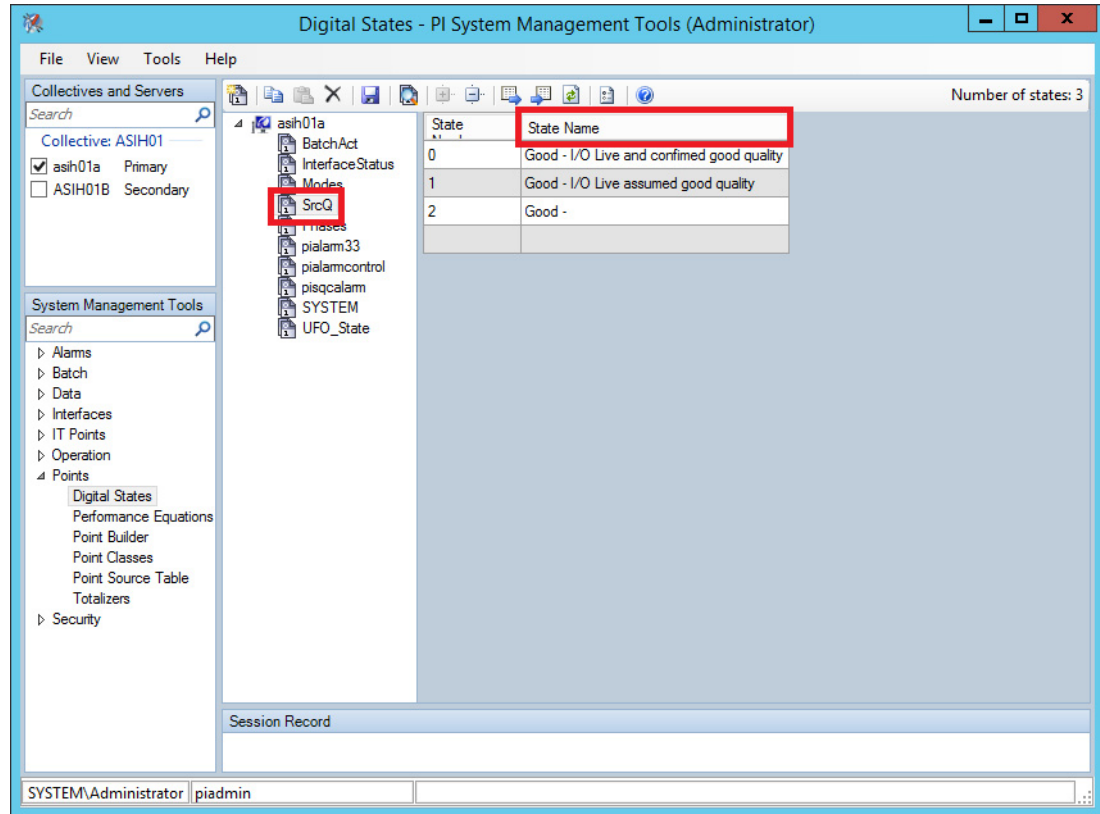 Digital States - PI System Management Tools (Administrator)
File View Tools Help
Collectives and Servers
Search
Collective: ASIH01
asih01a Primary
ASIH01B Secondary
System Management Tools
Search
Alarms
Batch
Data
Interfaces
IT Points
Operation
Points
Digital States
Performance Equations
Point Builder
Point Classes
Point Source Table
Totalizers
Security
Number of states: 3
asih01a
BatchAct
InterfaceStatus
Modes
SrcQ
Phases
pialarm33
pialarmcontrol
pisqcalarm
SYSTEM
UFO_State
State State Name
0 Good - I/O Live and confimed good quality
1 Good - I/O Live assumed good quality
2 Good -
Session Record
SYSTEM\Administrator piadmin